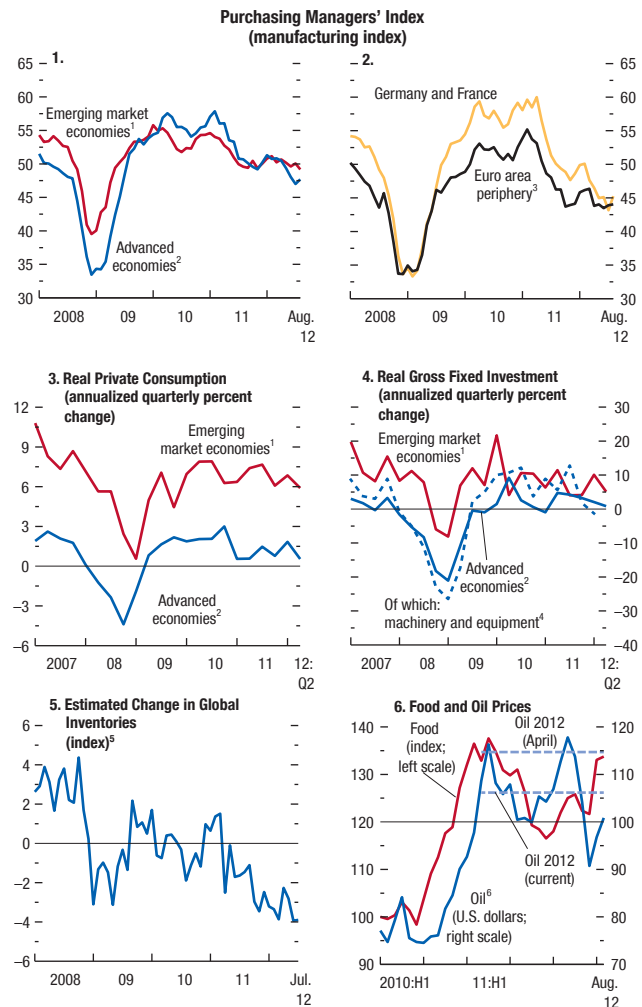 Purchasing Managers' Index
(manufacturing index)
1.
65
60
55
50
45
40
35
30
Emerging market
economies1
Advanced
economies2
2008 09 10 11 Aug.
12
2.
65
60
55
50
45
40
35
30
Germany and France
Euro area
periphery3
2008 09 10 11 Aug.
12
3. Real Private Consumption
(annualized quarterly percent
change)
12
9
6
3
0
–3
–6
Emerging
market economies1
Advanced
economies2
2007 08 09 10 11 12:
Q2
4. Real Gross Fixed Investment
(annualized quarterly percent
change)
30
20
10
0
–10
–20
–30
–40
Emerging market
economies1
Advanced
economies2
Of which:
machinery and equipment4
2007 08 09 10 11 12:
Q2
5. Estimated Change in Global
Inventories
(index)5
6
4
2
0
–2
–4
–6
2008 09 10 11 Jul.
12
6. Food and Oil Prices
140
135
130
125
120
115
110
105
100
95
90
Food
(index;
left scale)
Oil 2012
(April)
Oil 2012
(current)
Oil6
(U.S. dollars;
right scale)
120
110
100
90
80
70
2010:H1 11:H1 Aug.
12